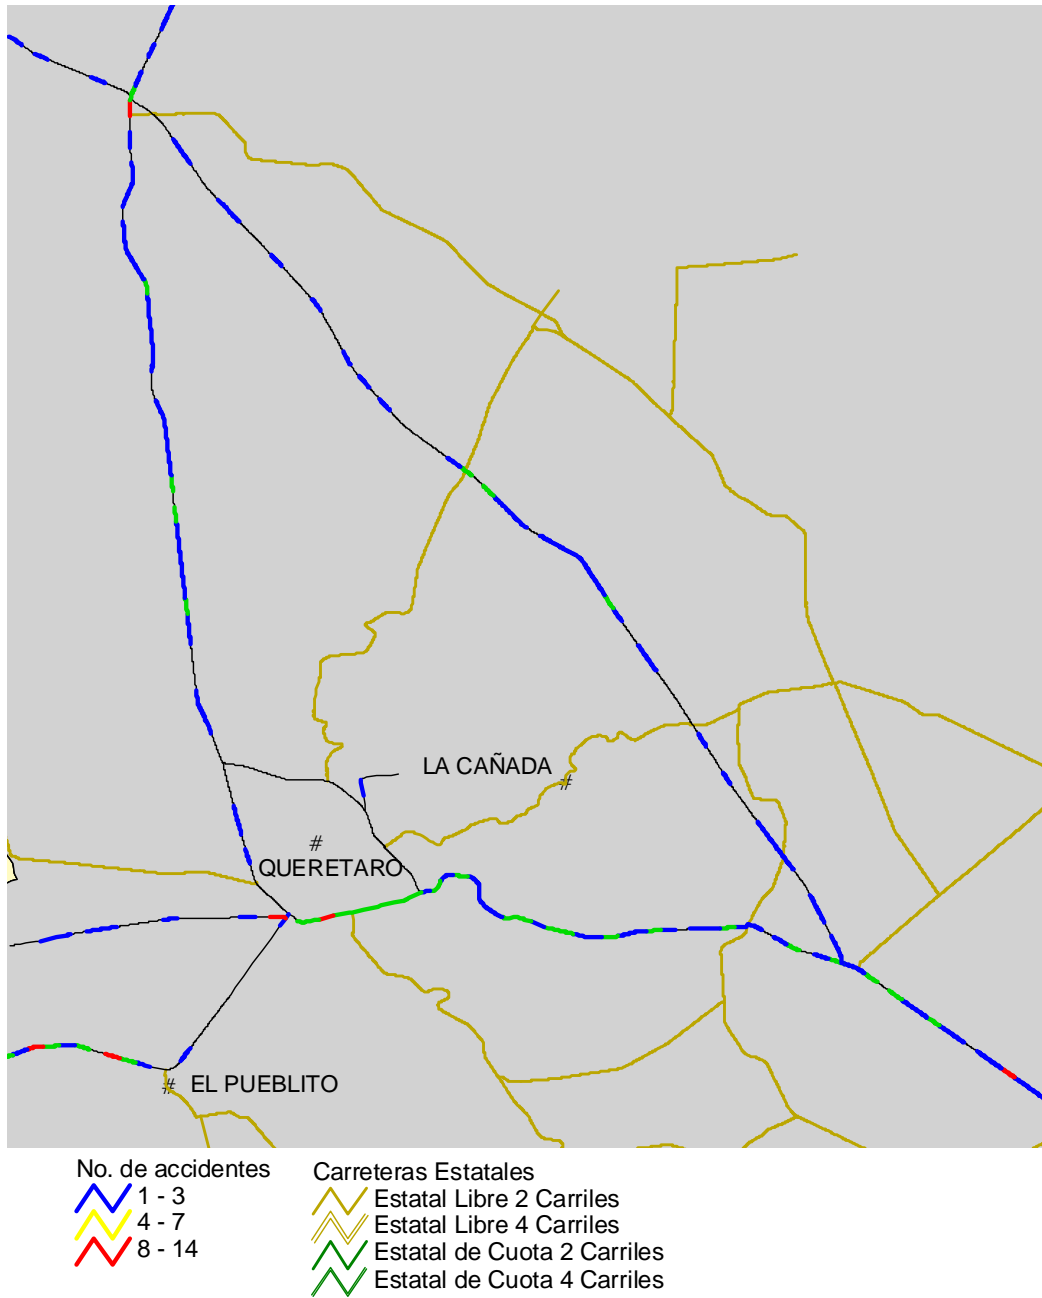 LA CAÑADA
#
#
QUERETARO
# EL PUEBLITO
No. de accidentes
1 - 3
4 - 7
8 - 14
Carreteras Estatales
Estatal Libre 2 Carriles
Estatal Libre 4 Carriles
Estatal de Cuota 2 Carriles
Estatal de Cuota 4 Carriles